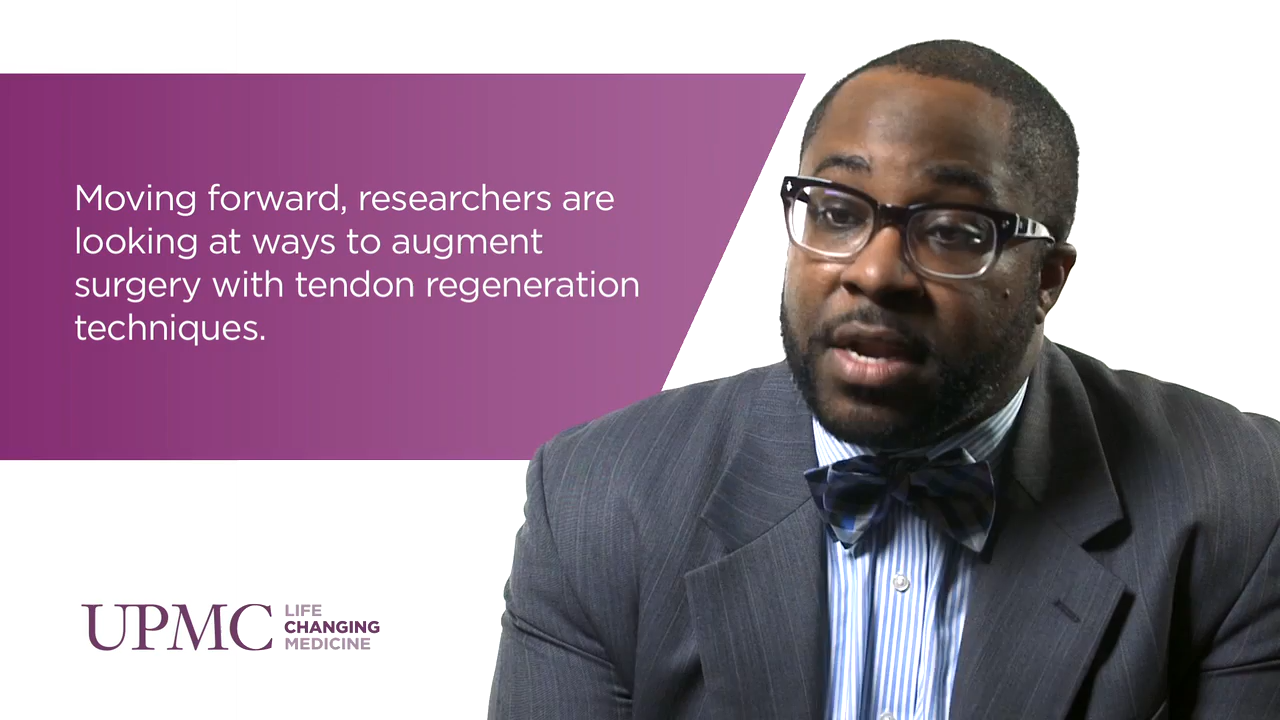 Moving forward, researchers are
looking at ways to augment
surgery with tendon regeneration
techniques.
UPMC
LIFE
CHANGING
MEDICINE